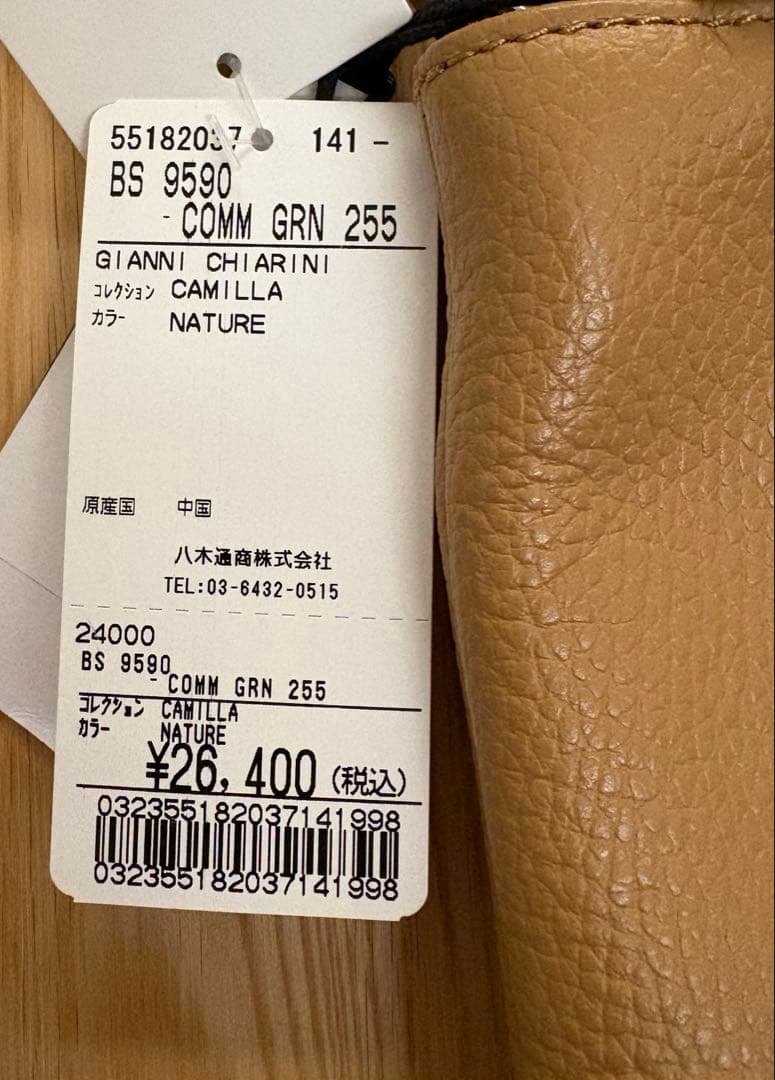 55182037 141 -
BS 9590
- COMM GRN 255
GIANNI CHIARINI
コレクション CAMILLA
カラー NATURE
原産国 中国
八木通商株式会社
TEL:03-6432-0515
24000
BS 9590
- COMM GRN 255
コレクション CAMILLA
カラー NATURE
¥26,400(税込)
032355182037141998
032355182037141998